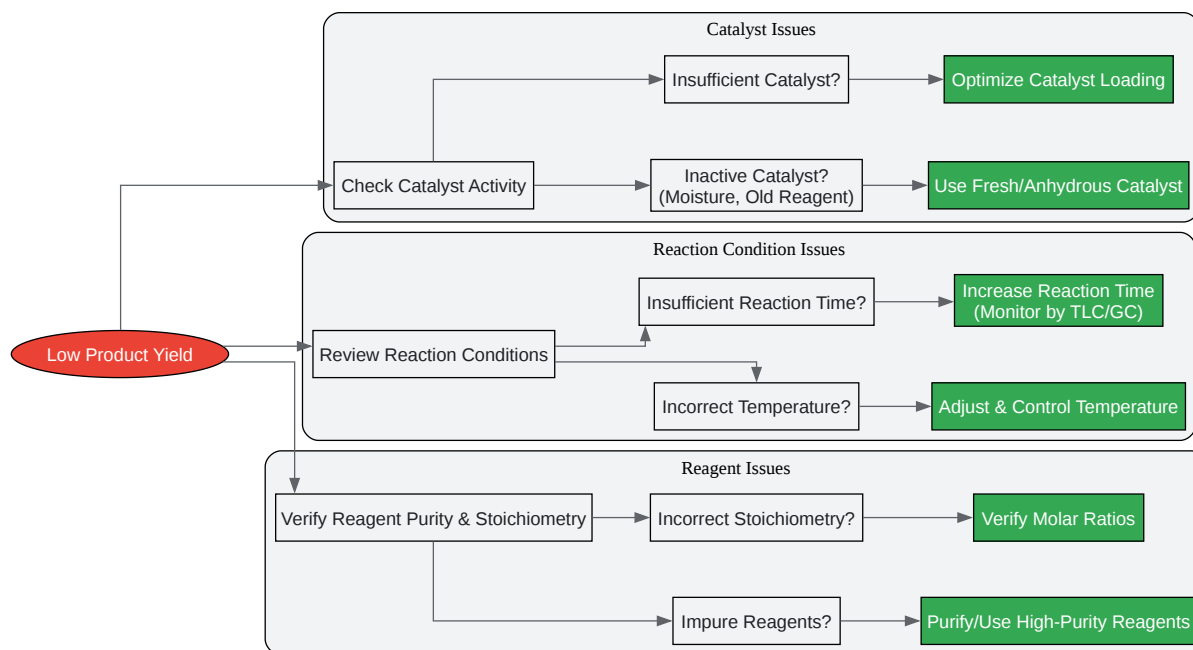 Catalyst Issues
Insufficient Catalyst?
Optimize Catalyst Loading
Check Catalyst Activity
Inactive Catalyst?
(Moisture, Old Reagent)
Use Fresh/Anhydrous Catalyst
Reaction Condition Issues
Insufficient Reaction Time?
Increase Reaction Time
(Monitor by TLC/GC)
Low Product Yield
Review Reaction Conditions
Incorrect Temperature?
Adjust & Control Temperature
Reagent Issues
Verify Reagent Purity & Stoichiometry
Incorrect Stoichiometry?
Verify Molar Ratios
Impure Reagents?
Purify/Use High-Purity Reagents